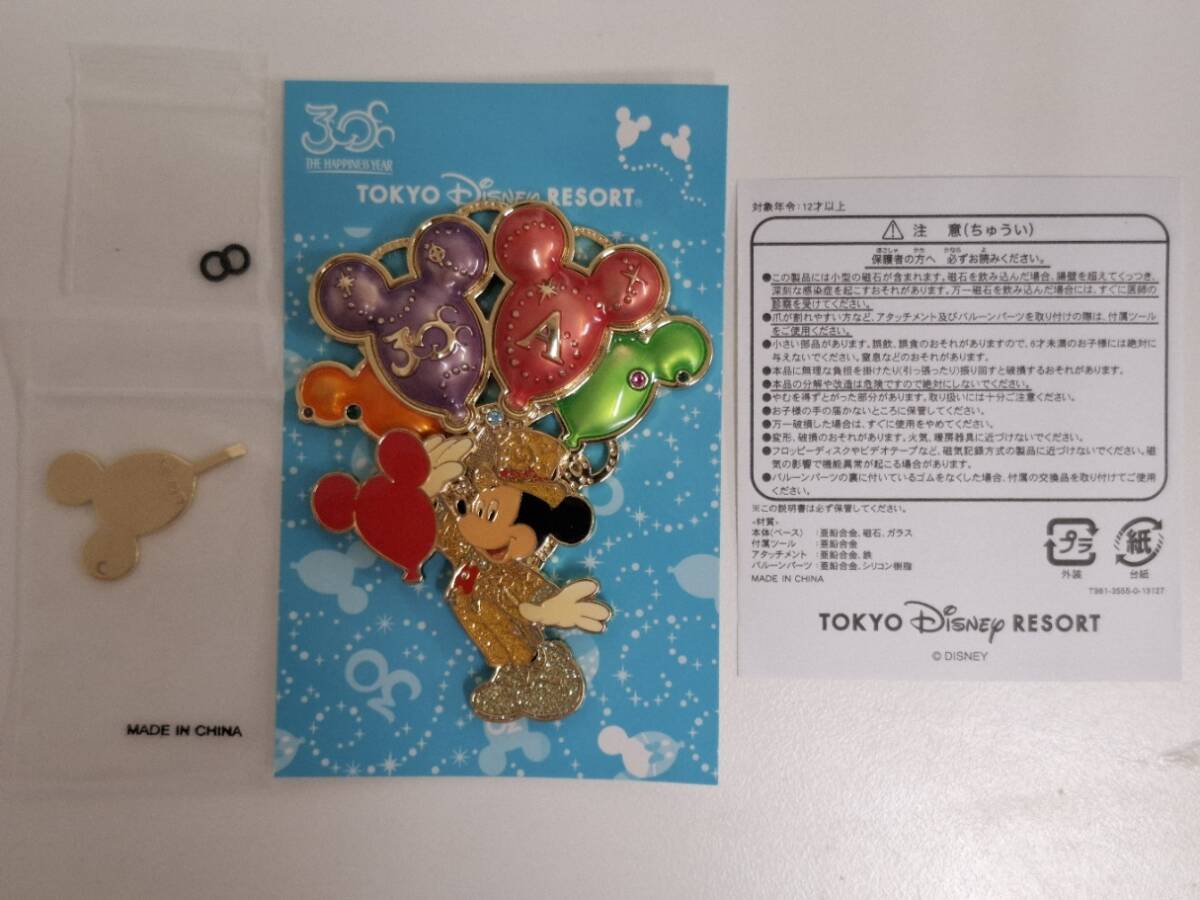 MADE IN CHINA
30
THE HAPPINESS YEAR
TOKYO DISNEY RESORT®
30
A
30
対象年令：12才以上
注 意（ちゅうい）
ほごしゃ かた かなら よ
保護者の方へ 必ずお読みください。
●この製品には小型の磁石が含まれます。磁石を飲み込んだ場合、腸壁を超えてくっつき、
深刻な感染症を起こすおそれがあります。万一磁石を飲み込んだ場合には、すぐに医師の
診察を受けてください。
●爪が割れやすい方など、アタッチメント及びバルーンパーツを取り付けの際は、付属ツール
をご使用ください。
●小さい部品があります。誤飲、誤食のおそれがありますので、6才未満のお子様には絶対に
与えないでください。窒息などのおそれがあります。
●本品に無理な負担を掛けたり（引っ張ったり）振り回すと破損するおそれがあります。
●本品の分解や改造は危険ですので絶対にしないでください。
●やむを得ずとがった部分があります。取り扱いには十分ご注意ください。
●お子様の手の届かないところに保管してください。
●万一破損した場合は、すぐに使用をやめてください。
●変形、破損のおそれがあります。火気、暖房器具に近づけないでください。
●フロッピーディスクやビデオテープなど、磁気記録方式の製品に近づけないでください。磁
気の影響で機能異常が起こる場合があります。
●バルーンパーツの裏に付いているゴムをなくした場合、付属の交換品を取り付けてご使用
ください。
※この説明書は必ず保管してください。
<材質>
本体（ベース） ：亜鉛合金、磁石、ガラス
付属ツール ：亜鉛合金
アタッチメント ：亜鉛合金、鉄
バルーンパーツ ：亜鉛合金、シリコン樹脂
MADE IN CHINA
プラ
外装
紙
台紙
T961-3555-0-13127
TOKYO DISNEY RESORT
© DISNEY